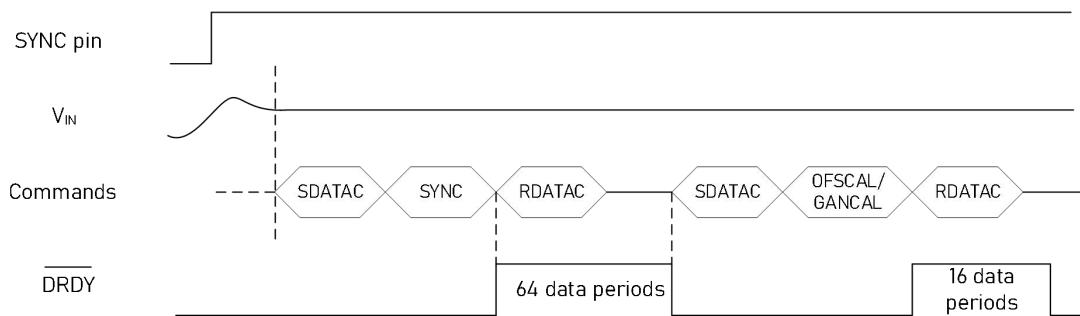 SYNC pin
VIN
Commands
SDATAC
SYNC
RDATAC
SDATAC
OFSCAL/
GANCAL
RDATAC
DRDY
64 data periods
16 data
periods